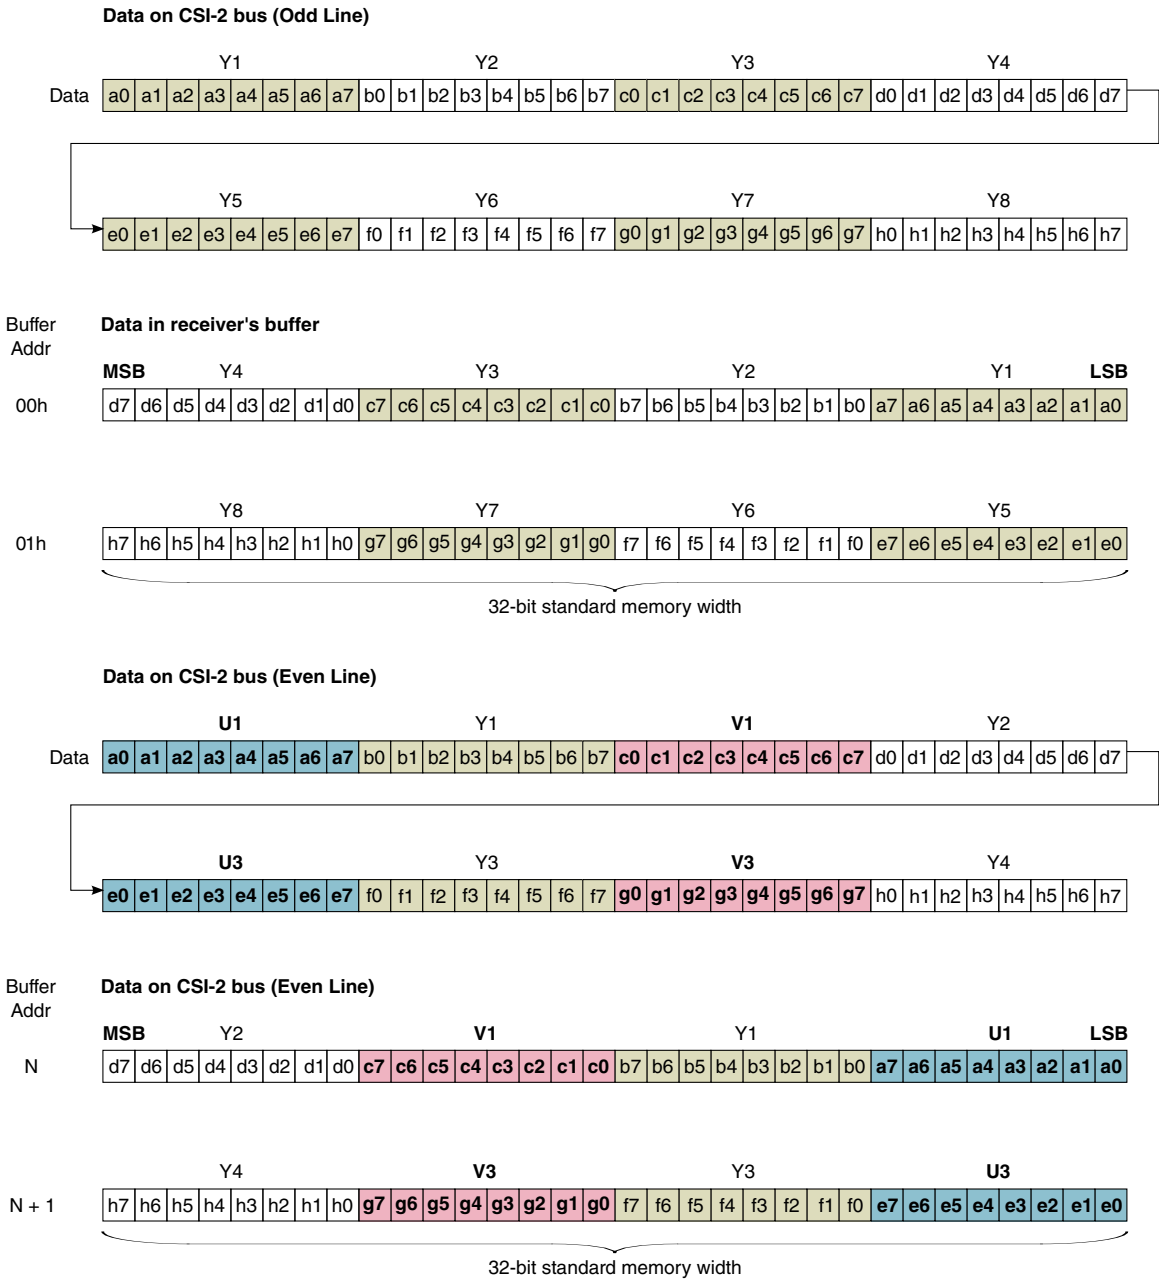 Data on CSI-2 bus (Odd Line)
Y1 Y2 Y3 Y4
Data a0 a1 a2 a3 a4 a5 a6 a7 b0 b1 b2 b3 b4 b5 b6 b7 c0 c1 c2 c3 c4 c5 c6 c7 d0 d1 d2 d3 d4 d5 d6 d7
Y5 Y6 Y7 Y8
e0 e1 e2 e3 e4 e5 e6 e7 f0 f1 f2 f3 f4 f5 f6 f7 g0 g1 g2 g3 g4 g5 g6 g7 h0 h1 h2 h3 h4 h5 h6 h7
Buffer Data in receiver's buffer
Addr
MSB Y4 Y3 Y2 Y1 LSB
00h d7 d6 d5 d4 d3 d2 d1 d0 c7 c6 c5 c4 c3 c2 c1 c0 b7 b6 b5 b4 b3 b2 b1 b0 a7 a6 a5 a4 a3 a2 a1 a0
Y8 Y7 Y6 Y5
01h h7 h6 h5 h4 h3 h2 h1 h0 g7 g6 g5 g4 g3 g2 g1 g0 f7 f6 f5 f4 f3 f2 f1 f0 e7 e6 e5 e4 e3 e2 e1 e0
32-bit standard memory width
Data on CSI-2 bus (Even Line)
U1 Y1 V1 Y2
Data a0 a1 a2 a3 a4 a5 a6 a7 b0 b1 b2 b3 b4 b5 b6 b7 c0 c1 c2 c3 c4 c5 c6 c7 d0 d1 d2 d3 d4 d5 d6 d7
U3 Y3 V3 Y4
e0 e1 e2 e3 e4 e5 e6 e7 f0 f1 f2 f3 f4 f5 f6 f7 g0 g1 g2 g3 g4 g5 g6 g7 h0 h1 h2 h3 h4 h5 h6 h7
Buffer Data on CSI-2 bus (Even Line)
Addr
MSB Y2 V1 Y1 U1 LSB
N d7 d6 d5 d4 d3 d2 d1 d0 c7 c6 c5 c4 c3 c2 c1 c0 b7 b6 b5 b4 b3 b2 b1 b0 a7 a6 a5 a4 a3 a2 a1 a0
Y4 V3 Y3 U3
N + 1 h7 h6 h5 h4 h3 h2 h1 h0 g7 g6 g5 g4 g3 g2 g1 g0 f7 f6 f5 f4 f3 f2 f1 f0 e7 e6 e5 e4 e3 e2 e1 e0
32-bit standard memory width